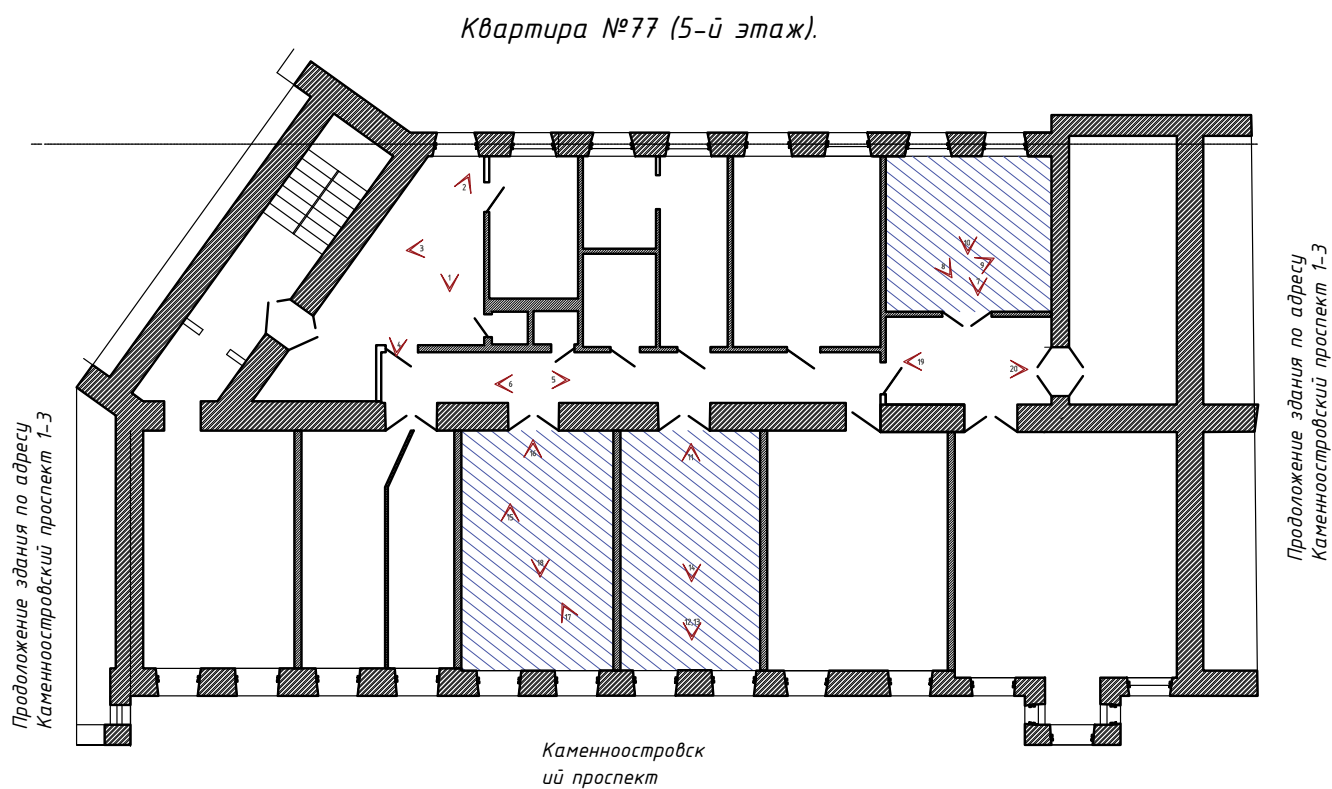 Квартира №77 (5-й этаж).
2
3
1
4
6
5
10
8
9
7
19
20
16
15
18
17
11
14
12,13
Продоложение здания по адресу
Каменноостровский проспект 1-3
Продоложение здания по адресу
Каменноостровский проспект 1-3
Каменноостровск
ий проспект